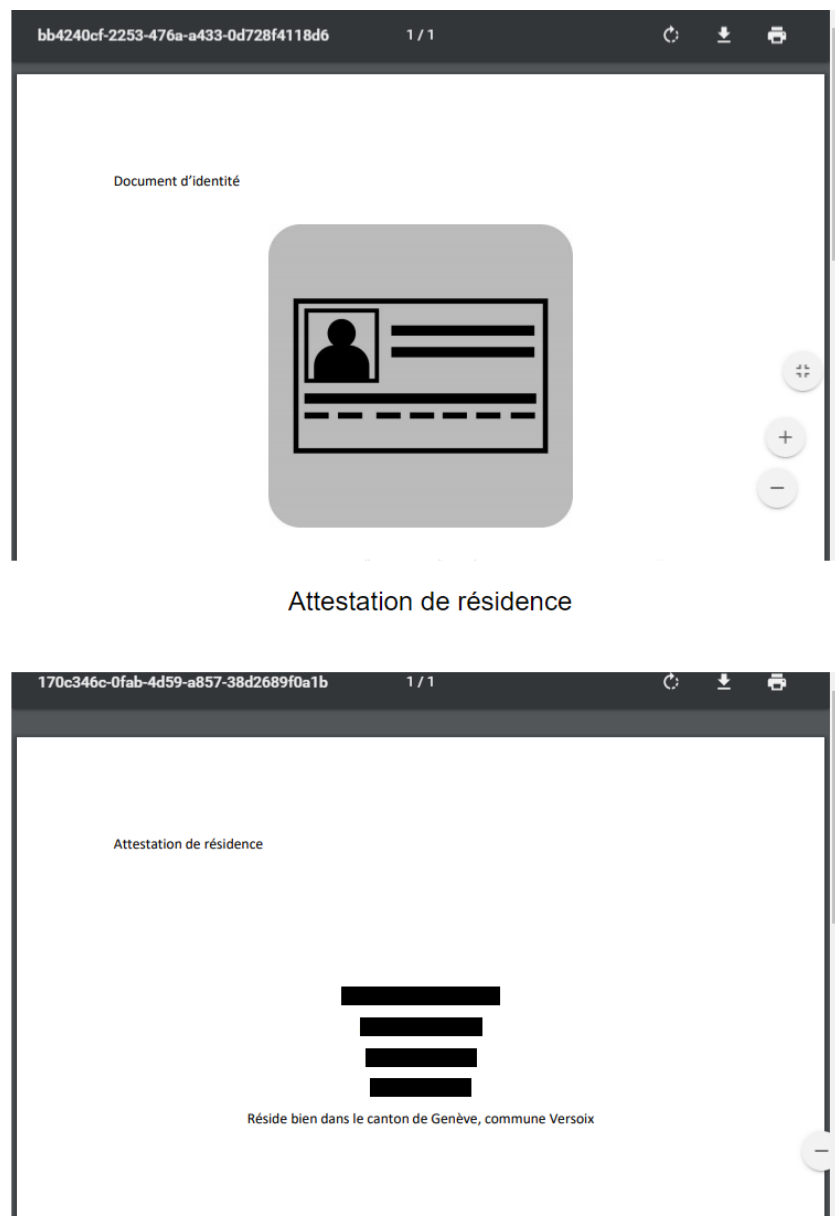 bb4240cf-2253-476a-a433-0d728f4118d6 1 / 1
Document d’identité
Attestation de résidence
170c346c-0fab-4d59-a857-38d2689f0a1b 1 / 1
Attestation de résidence
Réside bien dans le canton de Genève, commune Versoix